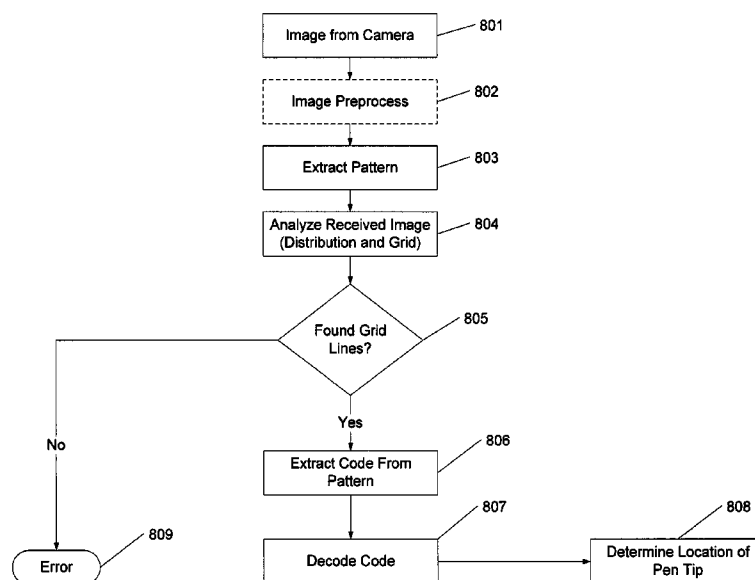 Image from Camera
801
Image Preprocess
802
Extract Pattern
803
Analyze Received Image
(Distribution and Grid)
804
Found Grid
Lines?
805
No
Yes
Extract Code From
Pattern
806
809
Error
Decode Code
807
808
Determine Location of
Pen Tip